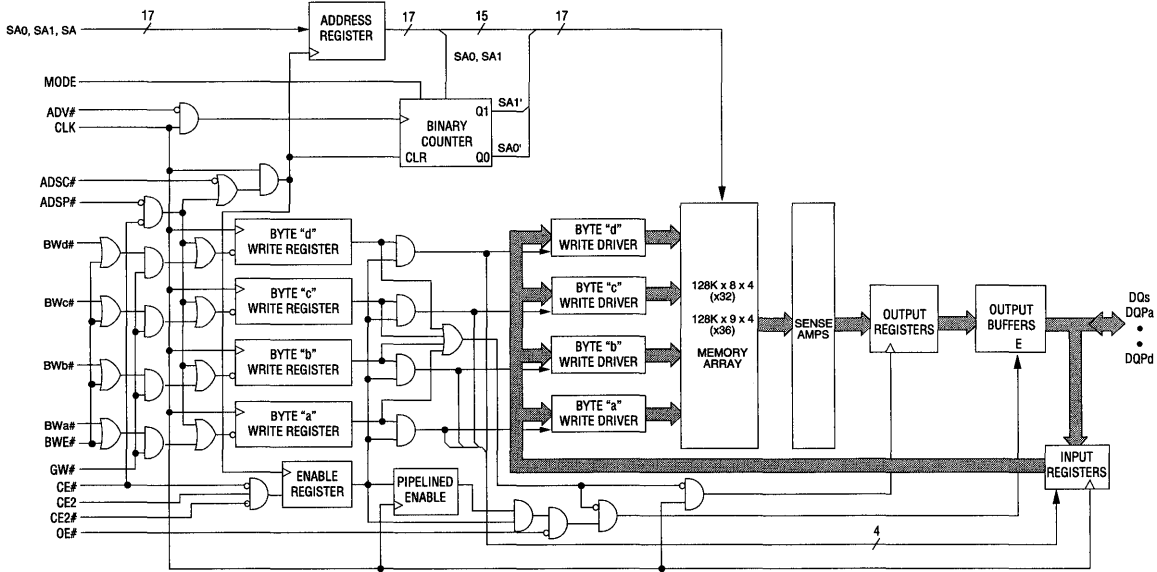 17
SA0, SA1, SA
ADDRESS
REGISTER
17
15
17
SA0, SA1
MODE
ADV#
CLK
BINARY
COUNTER
Q1
SA1'
CLR
Q0
SA0'
ADSC#
ADSP#
BWd#
BYTE "d"
WRITE REGISTER
BYTE "d"
WRITE DRIVER
BWc#
BYTE "c"
WRITE REGISTER
BYTE "c"
WRITE DRIVER
BWb#
BYTE "b"
WRITE REGISTER
BYTE "b"
WRITE DRIVER
BWa#
BWE#
BYTE "a"
WRITE REGISTER
BYTE "a"
WRITE DRIVER
128K x 8 x 4
(x32)
128K x 9 x 4
(x36)
MEMORY
ARRAY
SENSE
AMPS
OUTPUT
REGISTERS
OUTPUT
BUFFERS
E
DQs
DQPa
•
•
DQPd
INPUT
REGISTERS
GW#
CE#
CE2
CE2#
OE#
ENABLE
REGISTER
PIPELINED
ENABLE
4